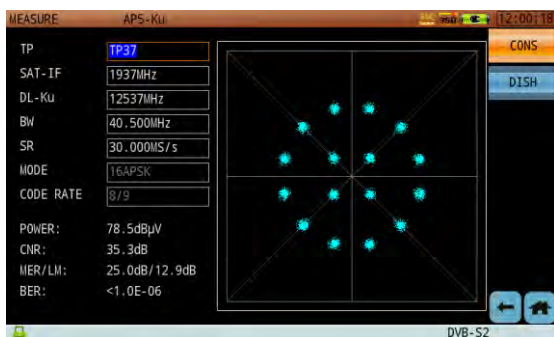 MEASURE APS-Ku 12:00:18
TP TP37
SAT-IF 1937MHz
DL-Ku 12537MHz
BW 40.500MHz
SR 30.000MS/s
MODE 16APSK
CODE RATE 8/9
POWER: 78.5dBμV
CNR: 35.3dB
MER/LM: 25.0dB/12.9dB
BER: <1.0E-06
CONS
DISH
DVB-S2